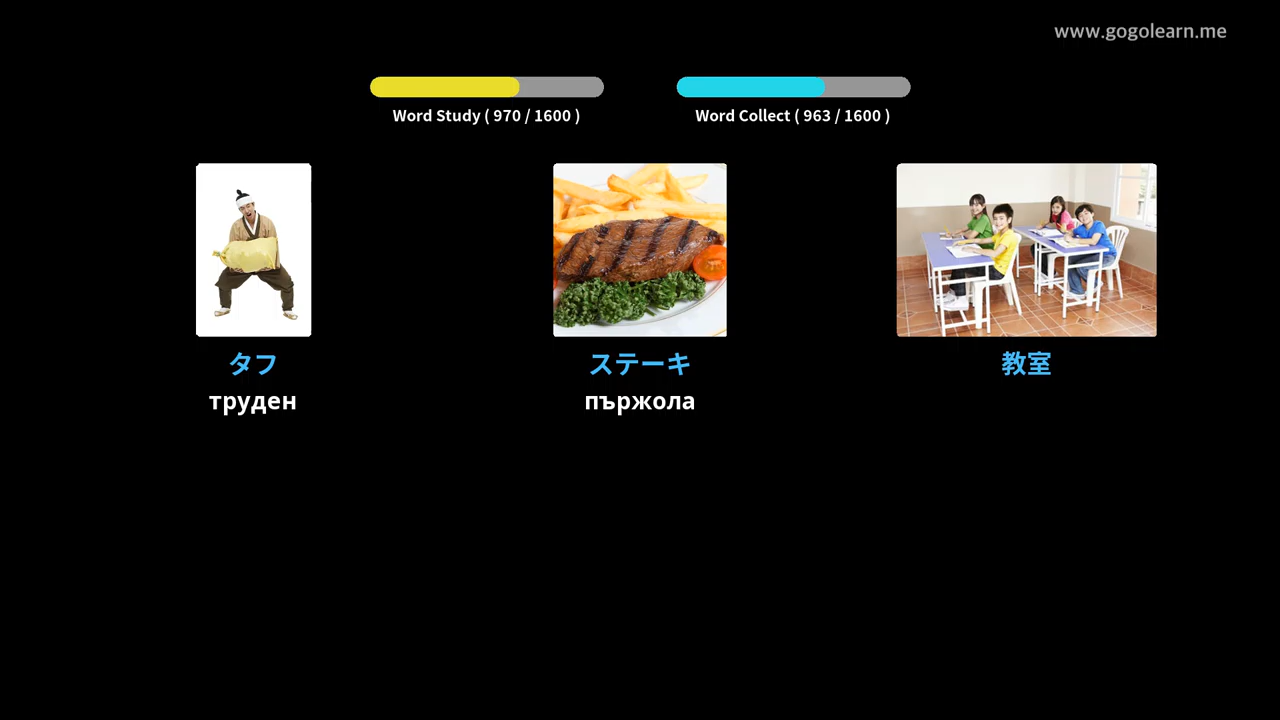 www.gogolearn.me
Word Study ( 970 / 1600 )
Word Collect ( 963 / 1600 )
タフ
ステーキ
教室
труден
пържола